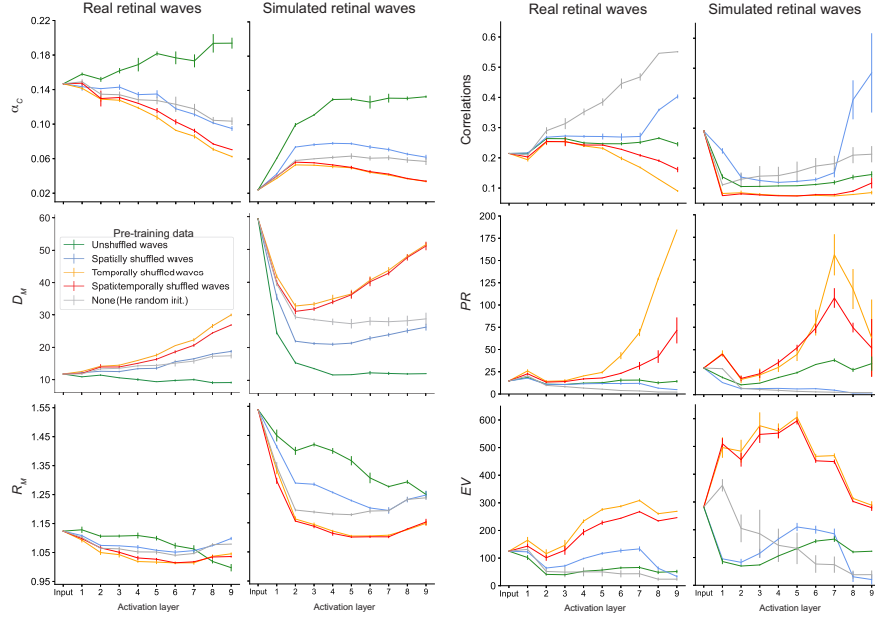 Real retinal waves
Simulated retinal waves
α_C
0.22
0.18
0.14
0.10
0.06
0.02
D_M
60
50
40
30
20
10
Pre-training data
Unshuffled waves
Spatially shuffled waves
Temporally shuffled waves
Spatiotemporally shuffled waves
None (He random init.)
R_M
1.55
1.45
1.35
1.25
1.15
1.05
0.95
Input 1 2 3 4 5 6 7 8 9
Activation layer
Input 1 2 3 4 5 6 7 8 9
Activation layer
Real retinal waves
Simulated retinal waves
Correlations
0.6
0.5
0.4
0.3
0.2
0.1
PR
200
175
150
125
100
75
50
25
0
EV
600
500
400
300
200
100
0
Input 1 2 3 4 5 6 7 8 9
Activation layer
Input 1 2 3 4 5 6 7 8 9
Activation layer